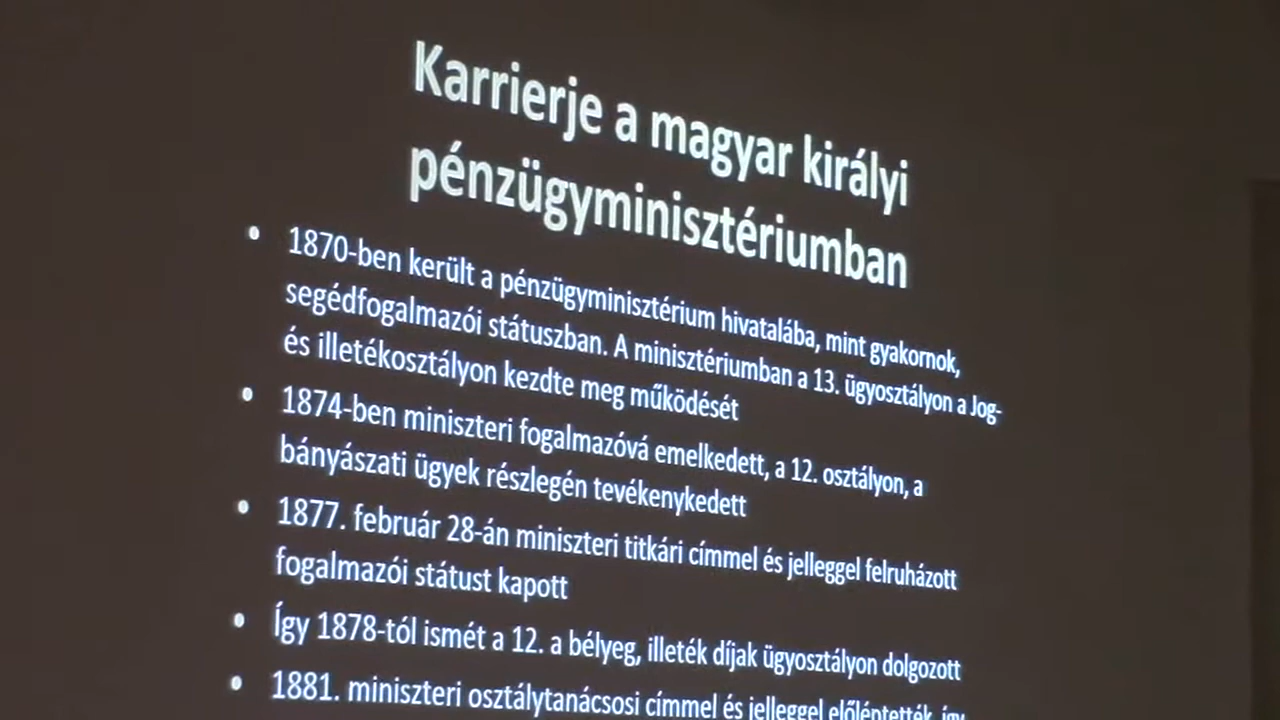 Karrierje a magyar királyi
pénzügyminisztériumban
• 1870-ben került a pénzügyminisztérium hivatalába, mint gyakornok,
segédfogalmazói státuszban. A minisztériumban a 13. ügyosztályon a Jog-
és illetékosztályon kezdte meg működését
• 1874-ben miniszteri fogalmazóvá emelkedett, a 12. osztályon, a
bányászati ügyek részlegén tevékenykedett
• 1877. február 28-án miniszteri titkári címmel és jelleggel felruházott
fogalmazói státust kapott
• Így 1878-tól ismét a 12. a bélyeg, illeték díjak ügyosztályon dolgozott
• 1881. miniszteri osztálytanácsosi címmel és jelleggel előléptették, így